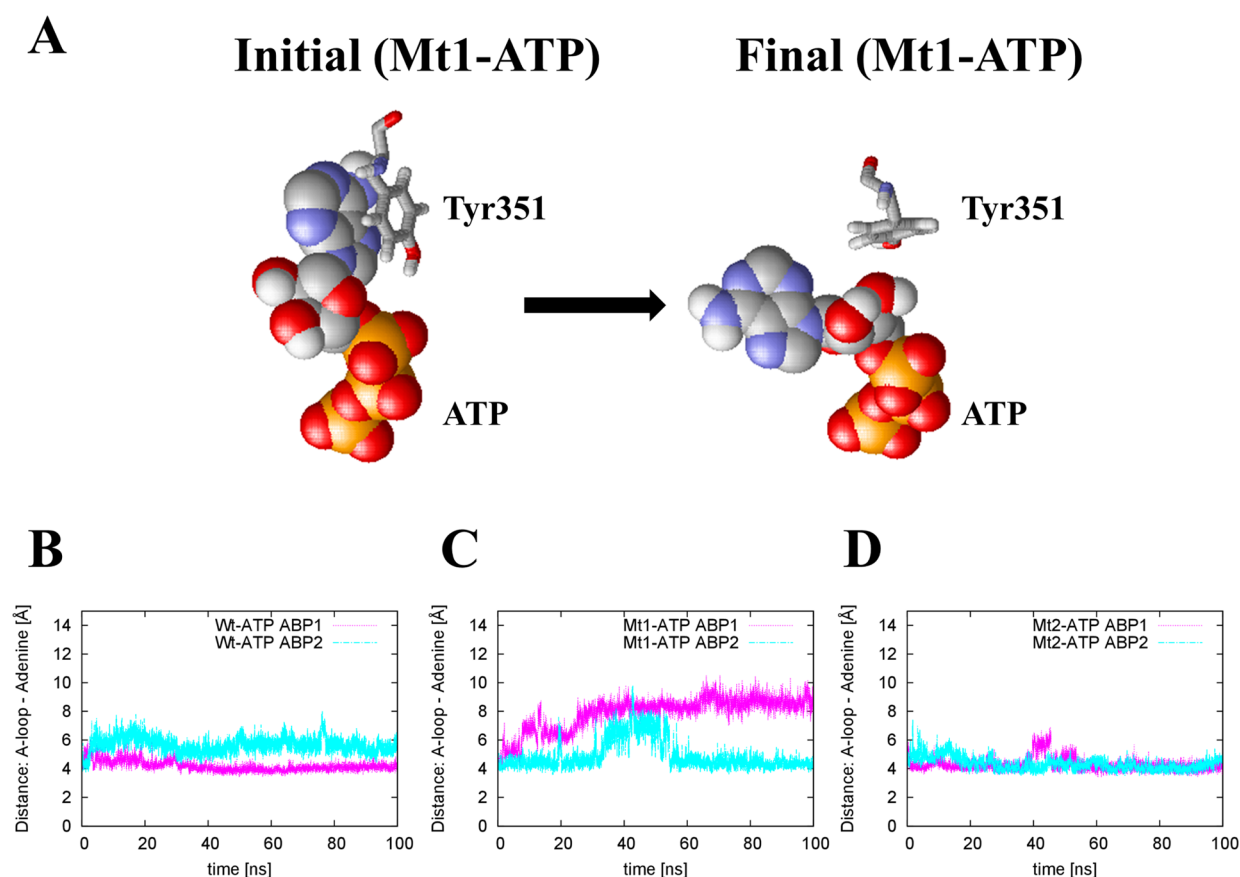 A
Initial (Mt1-ATP)
Final (Mt1-ATP)
Tyr351
Tyr351
ATP
ATP
B
C
D
Distance: A-loop - Adenine [Å]
14
12
10
8
6
4
2
0
Wt-ATP ABP1
Wt-ATP ABP2
0 20 40 60 80 100
time [ns]
Distance: A-loop - Adenine [Å]
14
12
10
8
6
4
2
0
Mt1-ATP ABP1
Mt1-ATP ABP2
0 20 40 60 80 100
time [ns]
Distance: A-loop - Adenine [Å]
14
12
10
8
6
4
2
0
Mt2-ATP ABP1
Mt2-ATP ABP2
0 20 40 60 80 100
time [ns]